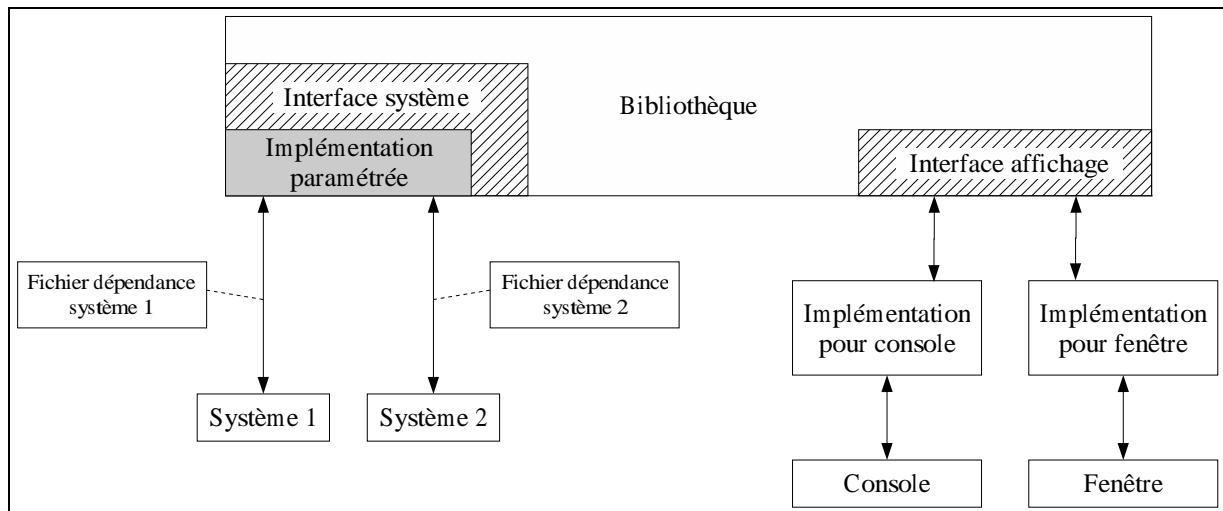 Interface système
Bibliothèque
Implémentation
paramétrée
Interface affichage
Fichier dépendance
système 1
Fichier dépendance
système 2
Implémentation
pour console
Implémentation
pour fenêtre
Système 1
Système 2
Console
Fenêtre